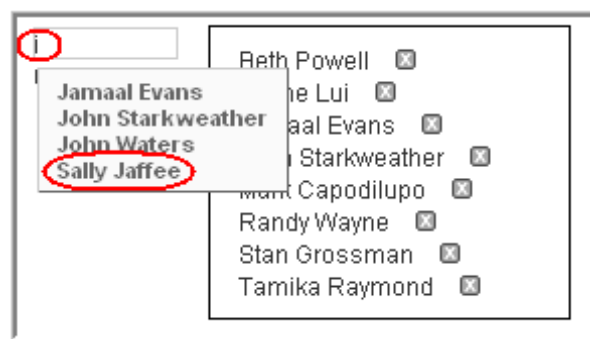 j
Jamaal Evans
John Starkweather
John Waters
Sally Jaffee
Beth Powell
Lui
Evans
Starkweather
Capodilupo
Randy Wayne
Stan Grossman
Tamika Raymond